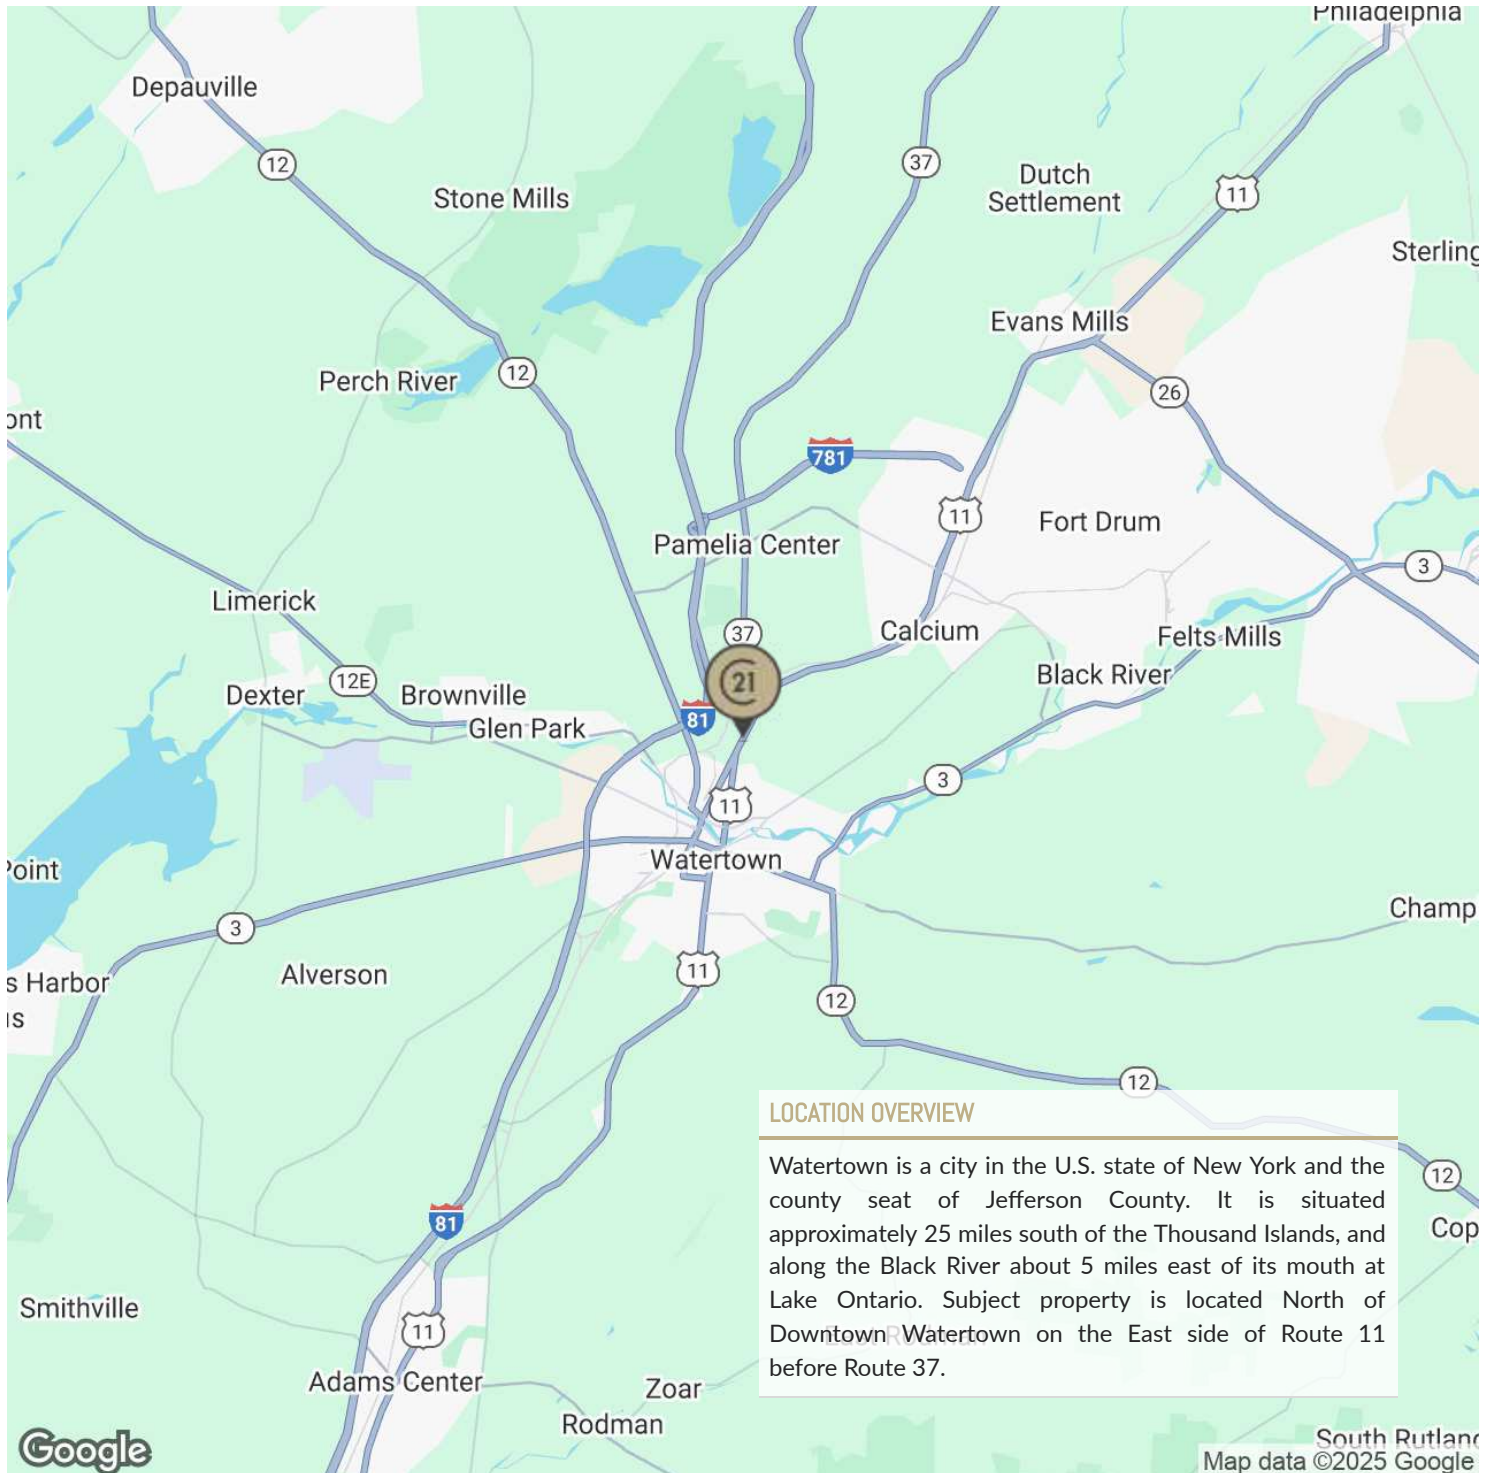 Philadelphia
Depauville
12
37
Dutch
Settlement
11
Stone Mills
Sterling
Evans Mills
12
Perch River
26
ont
781
11
Fort Drum
Pamelia Center
3
Limerick
37
Calcium
Felts Mills
Black River
12E
Dexter
Brownville
21
81
Glen Park
3
11
Watertown
Point
Champ
3
11
Alverson
s Harbor
12
us
12
LOCATION OVERVIEW
Watertown is a city in the U.S. state of New York and the
county seat of Jefferson County. It is situated
approximately 25 miles south of the Thousand Islands, and
along the Black River about 5 miles east of its mouth at
Lake Ontario. Subject property is located North of
Downtown Watertown on the East side of Route 11
before Route 37.
East Rodman
12
81
Cop
Smithville
11
Adams Center
Zoar
Rodman
South Rutland
Google
Map data ©2025 Google